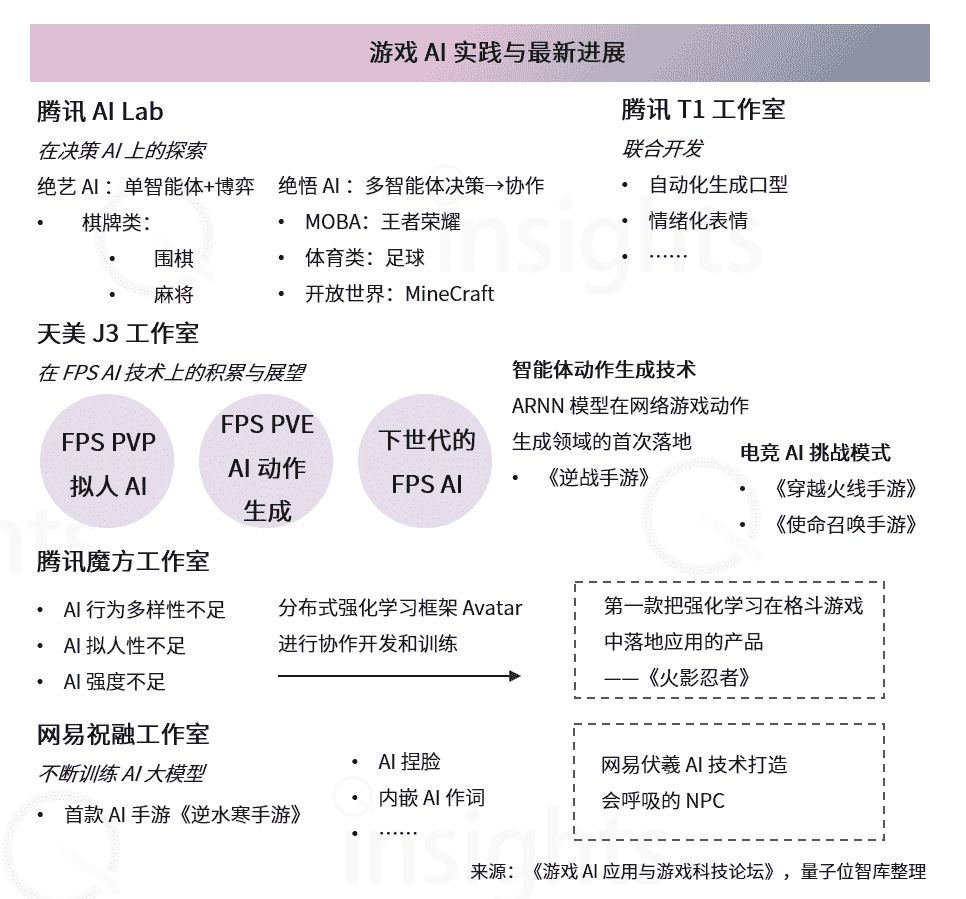 游戏 AI 实践与最新进展
腾讯 AI Lab
在决策 AI 上的探索
绝艺 AI ：单智能体+博弈
• 棋牌类：
• 围棋
• 麻将
绝悟 AI ：多智能体决策→协作
• MOBA：王者荣耀
• 体育类：足球
• 开放世界：MineCraft
腾讯 T1 工作室
联合开发
• 自动化生成口型
• 情绪化表情
• ……
天美 J3 工作室
在 FPS AI 技术上的积累与展望
FPS PVP
拟人 AI
FPS PVE
AI 动作
生成
下世代的
FPS AI
智能体动作生成技术
ARNN 模型在网络游戏动作
生成领域的首次落地
• 《逆战手游》
电竞 AI 挑战模式
• 《穿越火线手游》
• 《使命召唤手游》
腾讯魔方工作室
• AI 行为多样性不足
• AI 拟人性不足
• AI 强度不足
分布式强化学习框架 Avatar
进行协作开发和训练
第一款把强化学习在格斗游戏
中落地应用的产品
——《火影忍者》
网易祝融工作室
不断训练 AI 大模型
• 首款 AI 手游《逆水寒手游》
• AI 捏脸
• 内嵌 AI 作词
• ……
网易伏羲 AI 技术打造
会呼吸的 NPC
来源：《游戏 AI 应用与游戏科技论坛》，量子位智库整理
insights
insights
hts